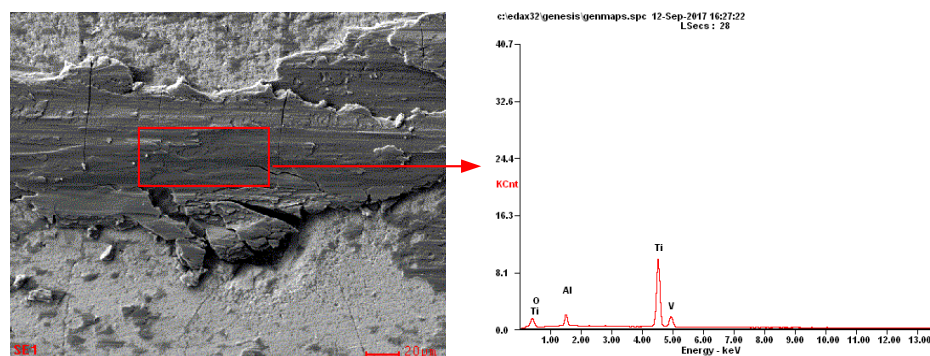 c:\edax32\genesis\genmaps.spc 12-Sep-2017 16:27:22
LSecs : 28
40.7
32.6
24.4
KCnt
16.3
8.1
0.0
O
Ti
Al
Ti
V
1.00 2.00 3.00 4.00 5.00 6.00 7.00 8.00 9.00 10.00 11.00 12.00 13.00
Energy - keV
SE1
20µm